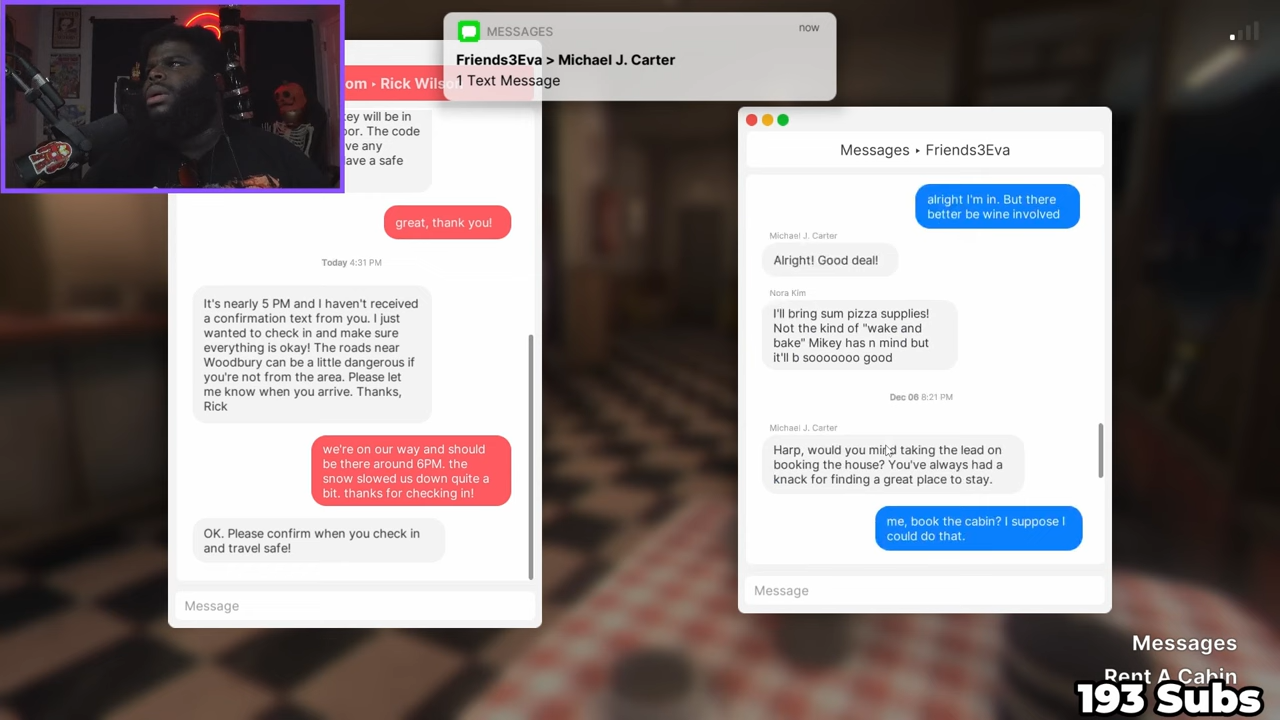 MESSAGES
now
Friends3Eva > Michael J. Carter
1 Text Message
om ▸ Rick Wilso
key will be in
oor. The code
ve any
ave a safe
great, thank you!
Today 4:31 PM
It's nearly 5 PM and I haven't received
a confirmation text from you. I just
wanted to check in and make sure
everything is okay! The roads near
Woodbury can be a little dangerous if
you're not from the area. Please let
me know when you arrive. Thanks,
Rick
we're on our way and should
be there around 6PM. the
snow slowed us down quite a
bit. thanks for checking in!
OK. Please confirm when you check in
and travel safe!
Message
Messages ▸ Friends3Eva
alright I'm in. But there
better be wine involved
Michael J. Carter
Alright! Good deal!
Nora Kim
I'll bring sum pizza supplies!
Not the kind of "wake and
bake" Mikey has n mind but
it'll b sooooooo good
Dec 06 8:21 PM
Michael J. Carter
Harp, would you mind taking the lead on
booking the house? You've always had a
knack for finding a great place to stay.
me, book the cabin? I suppose I
could do that.
Message
Messages
Rent A Cabin
193 Subs